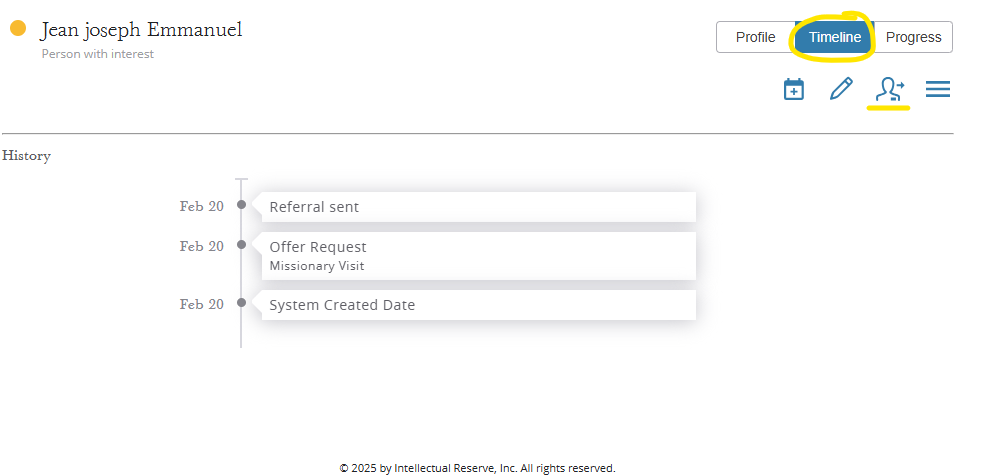 Jean joseph Emmanuel
Person with interest
Profile Timeline Progress
History
Feb 20 Referral sent
Feb 20 Offer Request
Missionary Visit
Feb 20 System Created Date
© 2025 by Intellectual Reserve, Inc. All rights reserved.